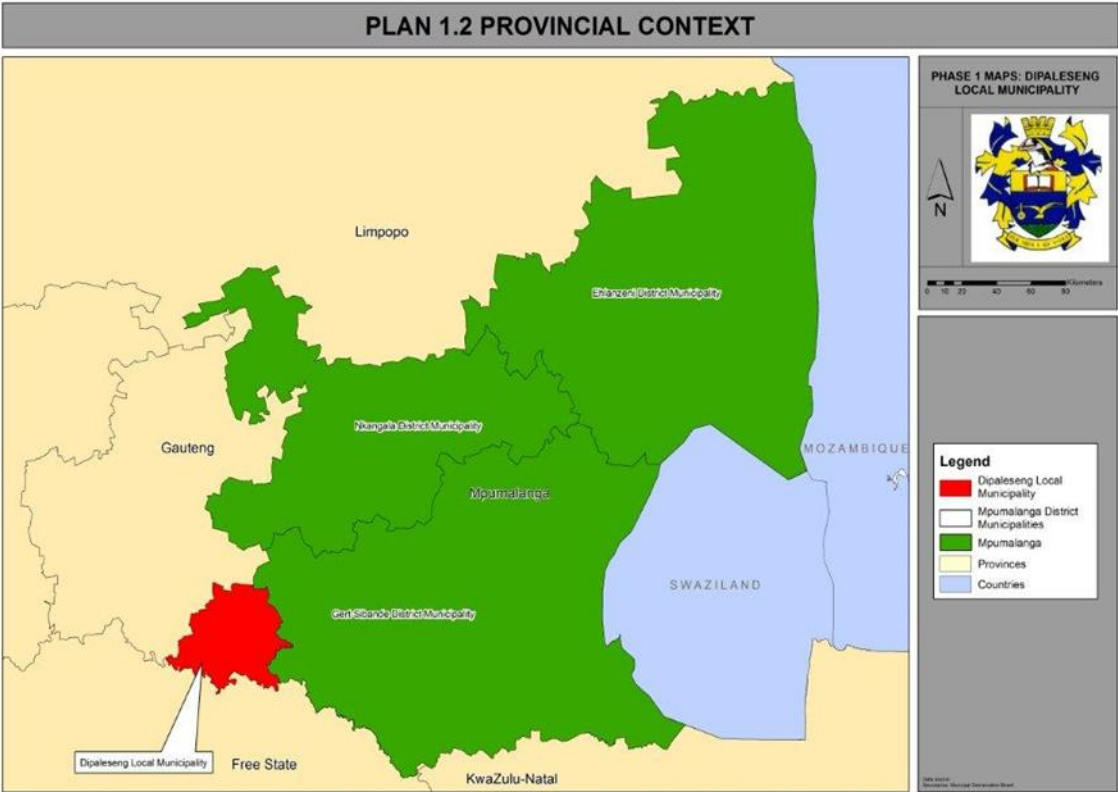 PLAN 1.2 PROVINCIAL CONTEXT
PHASE 1 MAPS: DIPALESENG
LOCAL MUNICIPALITY
N
Kilometers
0 10 20 40 60 80
Limpopo
Ehlanzeni District Municipality
Nkangala District Municipality
Gauteng
MOZAMBIQUE
Mpumalanga
SWAZILAND
Gert Sibande District Municipality
Dipaleseng Local Municipality
Free State
KwaZulu-Natal
Legend
Dipaleseng Local
Municipality
Mpumalanga District
Municipalities
Mpumalanga
Provinces
Countries